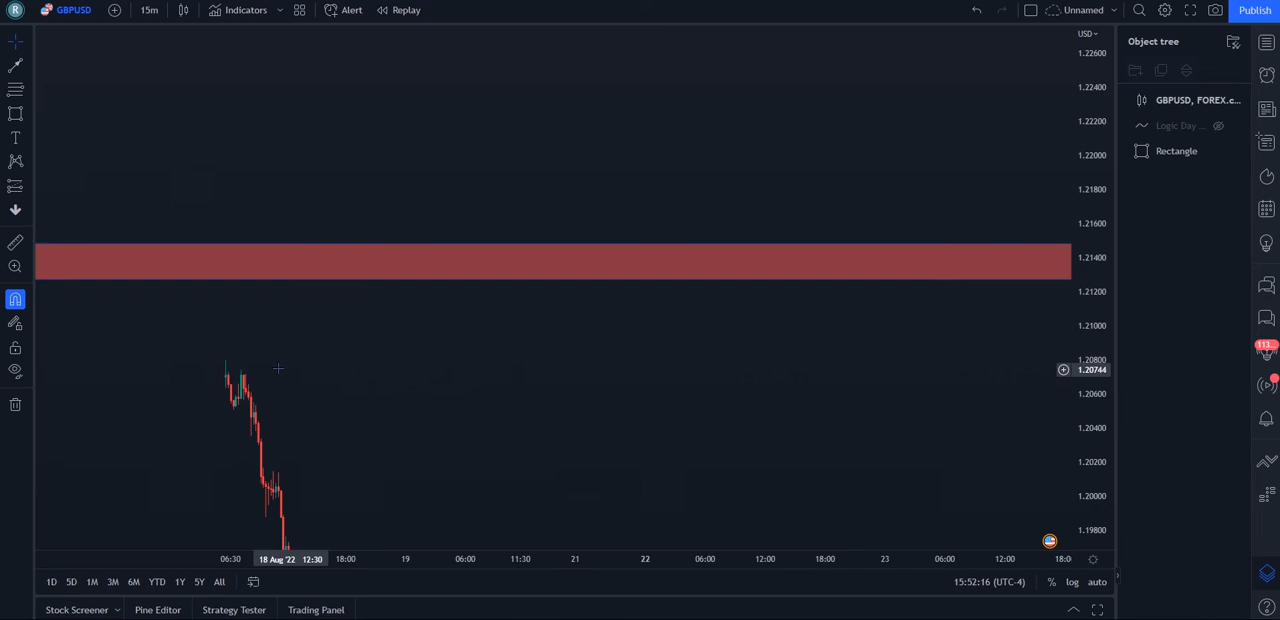 R GBPUSD 15m Indicators Alert Replay Unnamed Publish
USD
1.22600
1.22400
1.22200
1.22000
1.21800
1.21600
1.21400
1.21200
1.21000
1.20800
1.20744
1.20600
1.20400
1.20200
1.20000
1.19800
Object tree
GBPUSD, FOREX.c...
Logic Day ...
Rectangle
113
06:30 18 Aug '22 12:30 18:00 19 06:00 11:30 21 22 06:00 12:00 18:00 23 06:00 12:00 18:0
1D 5D 1M 3M 6M YTD 1Y 5Y All 15:52:16 (UTC-4) % log auto
Stock Screener Pine Editor Strategy Tester Trading Panel